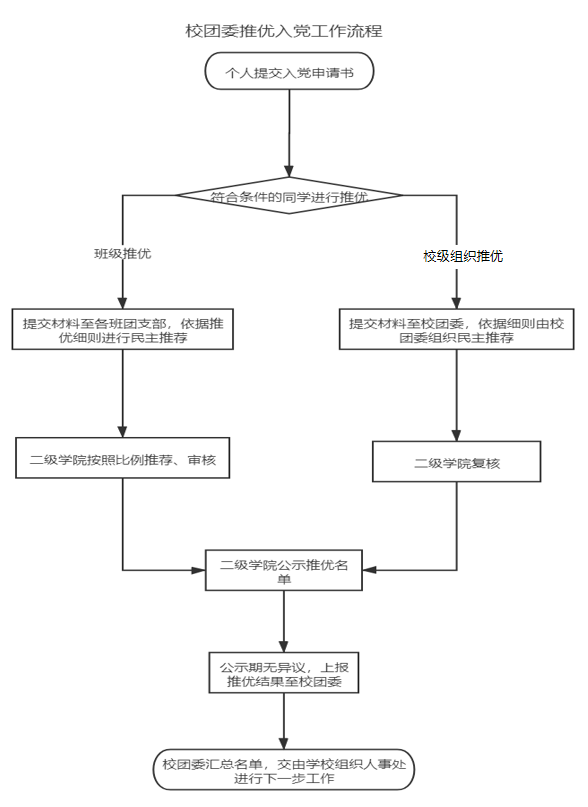 校团委推优入党工作流程
个人提交入党申请书
符合条件的同学进行推优
班级推优
校级组织推优
提交材料至各班团支部，依据推
优细则进行民主推荐
提交材料至校团委，依据细则由校
团委组织民主推荐
二级学院按照比例推荐、审核
二级学院复核
二级学院公示推优名
单
公示期无异议，上报
推优结果至校团委
校团委汇总名单，交由学校组织人事处
进行下一步工作